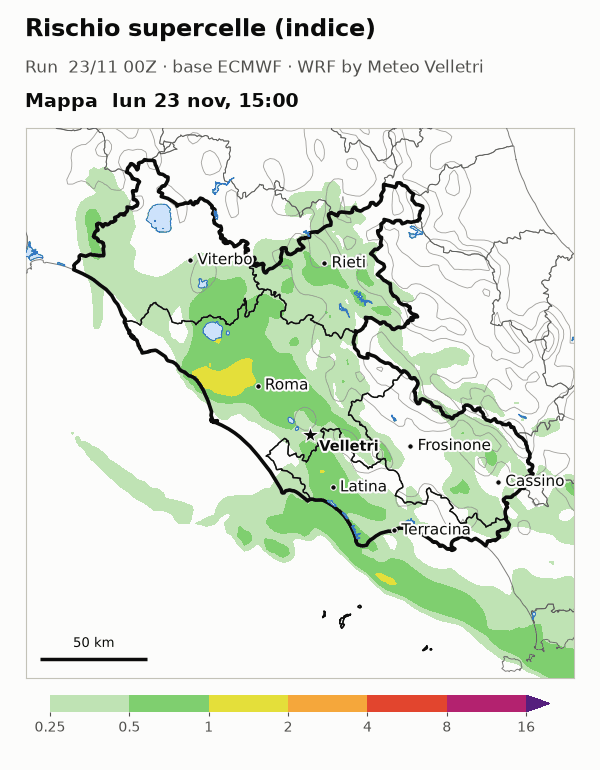 Rischio supercelle (indice)
Run  23/11 00Z · base ECMWF · WRF by Meteo Velletri
Mappa  lun 23 nov, 15:00
Viterbo
Rieti
Roma
Velletri
Frosinone
Cassino
Latina
Terracina
50 km
0.25 0.5 1 2 4 8 16